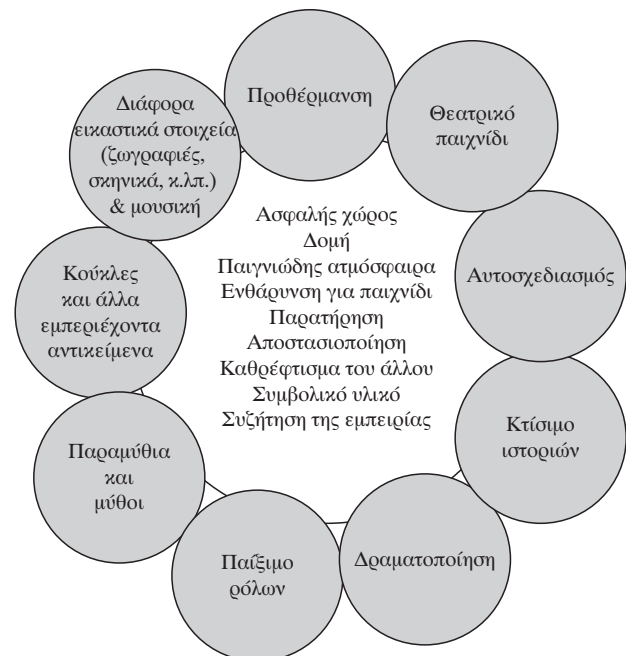 Προθέρμανση
Θεατρικό
παιχνίδι
Αυτοσχεδιασμός
Κτίσιμο
ιστοριών
Δραματοποίηση
Παίξιμο
ρόλων
Παραμύθια
και
μύθοι
Κούκλες
και άλλα
εμπεριέχοντα
αντικείμενα
Διάφορα
εικαστικά στοιχεία
(ζωγραφιές,
σκηνικά, κ.λπ.)
& μουσική
Ασφαλής χώρος
Δομή
Παιγνιώδης ατμόσφαιρα
Ενθάρυνση για παιχνίδι
Παρατήρηση
Αποστασιοποίηση
Καθρέφτισμα του άλλου
Συμβολικό υλικό
Συζήτηση της εμπειρίας